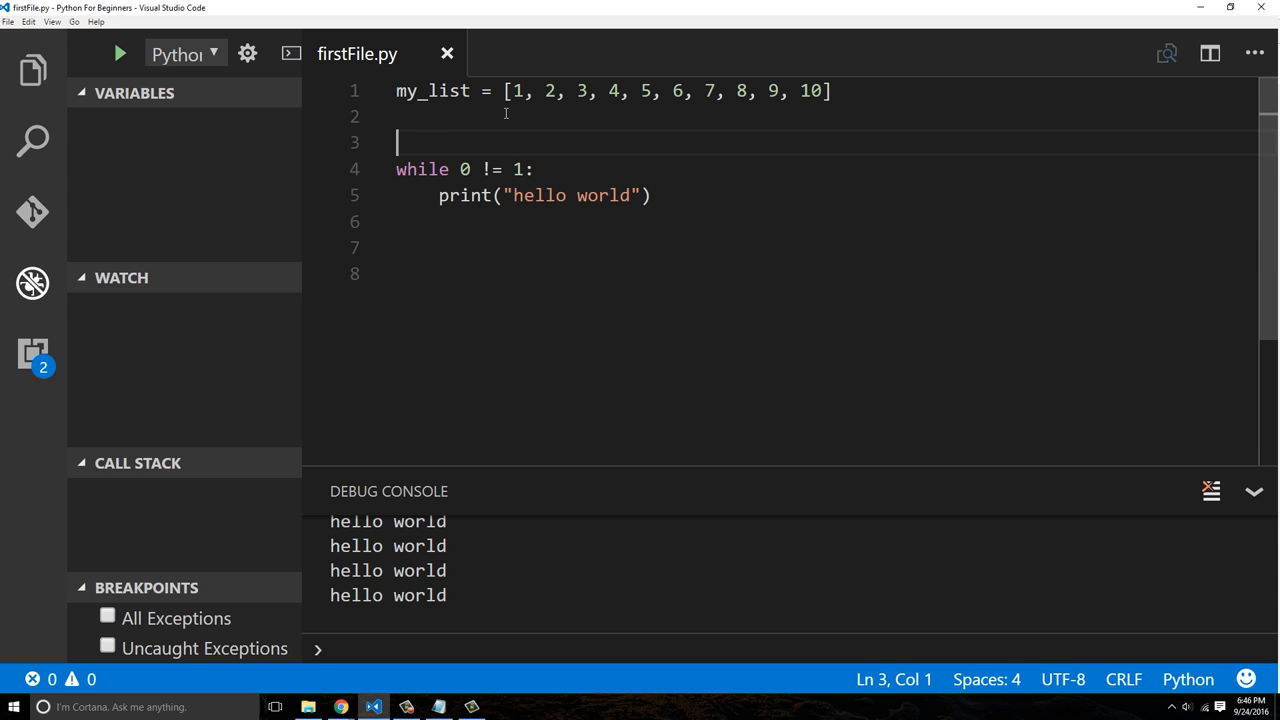 firstFile.py - Python For Beginners - Visual Studio Code
File Edit View Go Help
Pythor
firstFile.py
VARIABLES
1 my_list = [1, 2, 3, 4, 5, 6, 7, 8, 9, 10]
2
3
4 while 0 != 1:
5 print("hello world")
6
7
8
WATCH
2
CALL STACK
DEBUG CONSOLE
hello world
hello world
hello world
hello world
BREAKPOINTS
All Exceptions
Uncaught Exceptions
0 0
Ln 3, Col 1 Spaces: 4 UTF-8 CRLF Python
I'm Cortana. Ask me anything.
6:46 PM
9/24/2016